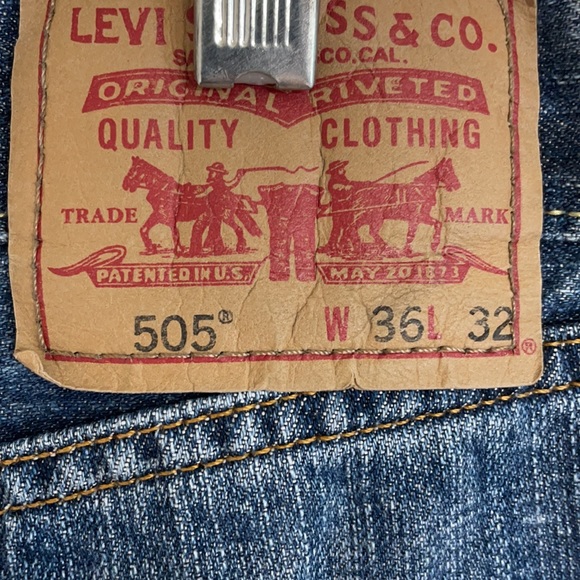 LEVI S SS & CO.
SA CO.CAL.
ORIGINAL RIVETED
QUALITY CLOTHING
TRADE MARK
PATENTED IN U.S. MAY 20 1873
505® W 36 L 32
®